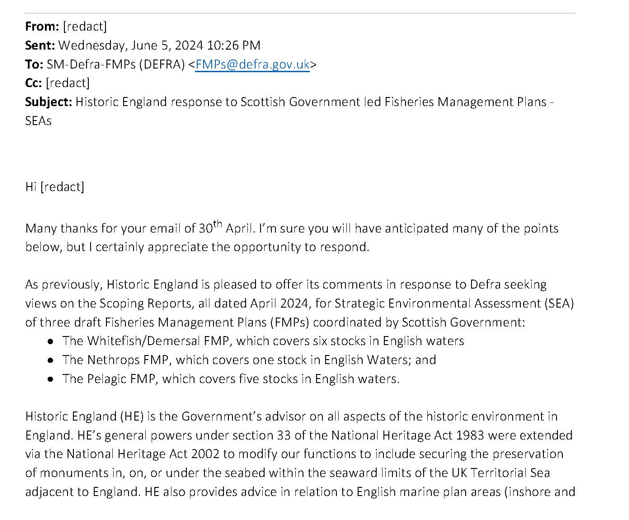 From: [redact]
Sent: Wednesday, June 5, 2024 10:26 PM
To: SM-Defra-FMPs (DEFRA) <FMPs@defra.gov.uk>
Cc: [redact]
Subject: Historic England response to Scottish Government led Fisheries Management Plans -
SEAs
Hi [redact]
Many thanks for your email of 30th April. I'm sure you will have anticipated many of the points
below, but I certainly appreciate the opportunity to respond.
As previously, Historic England is pleased to offer its comments in response to Defra seeking
views on the Scoping Reports, all dated April 2024, for Strategic Environmental Assessment (SEA)
of three draft Fisheries Management Plans (FMPs) coordinated by Scottish Government:
• The Whitefish/Demersal FMP, which covers six stocks in English waters
• The Nethrops FMP, which covers one stock in English Waters; and
• The Pelagic FMP, which covers five stocks in English waters.
Historic England (HE) is the Government's advisor on all aspects of the historic environment in
England. HE's general powers under section 33 of the National Heritage Act 1983 were extended
via the National Heritage Act 2002 to modify our functions to include securing the preservation
of monuments in, on, or under the seabed within the seaward limits of the UK Territorial Sea
adjacent to England. HE also provides advice in relation to English marine plan areas (inshore and